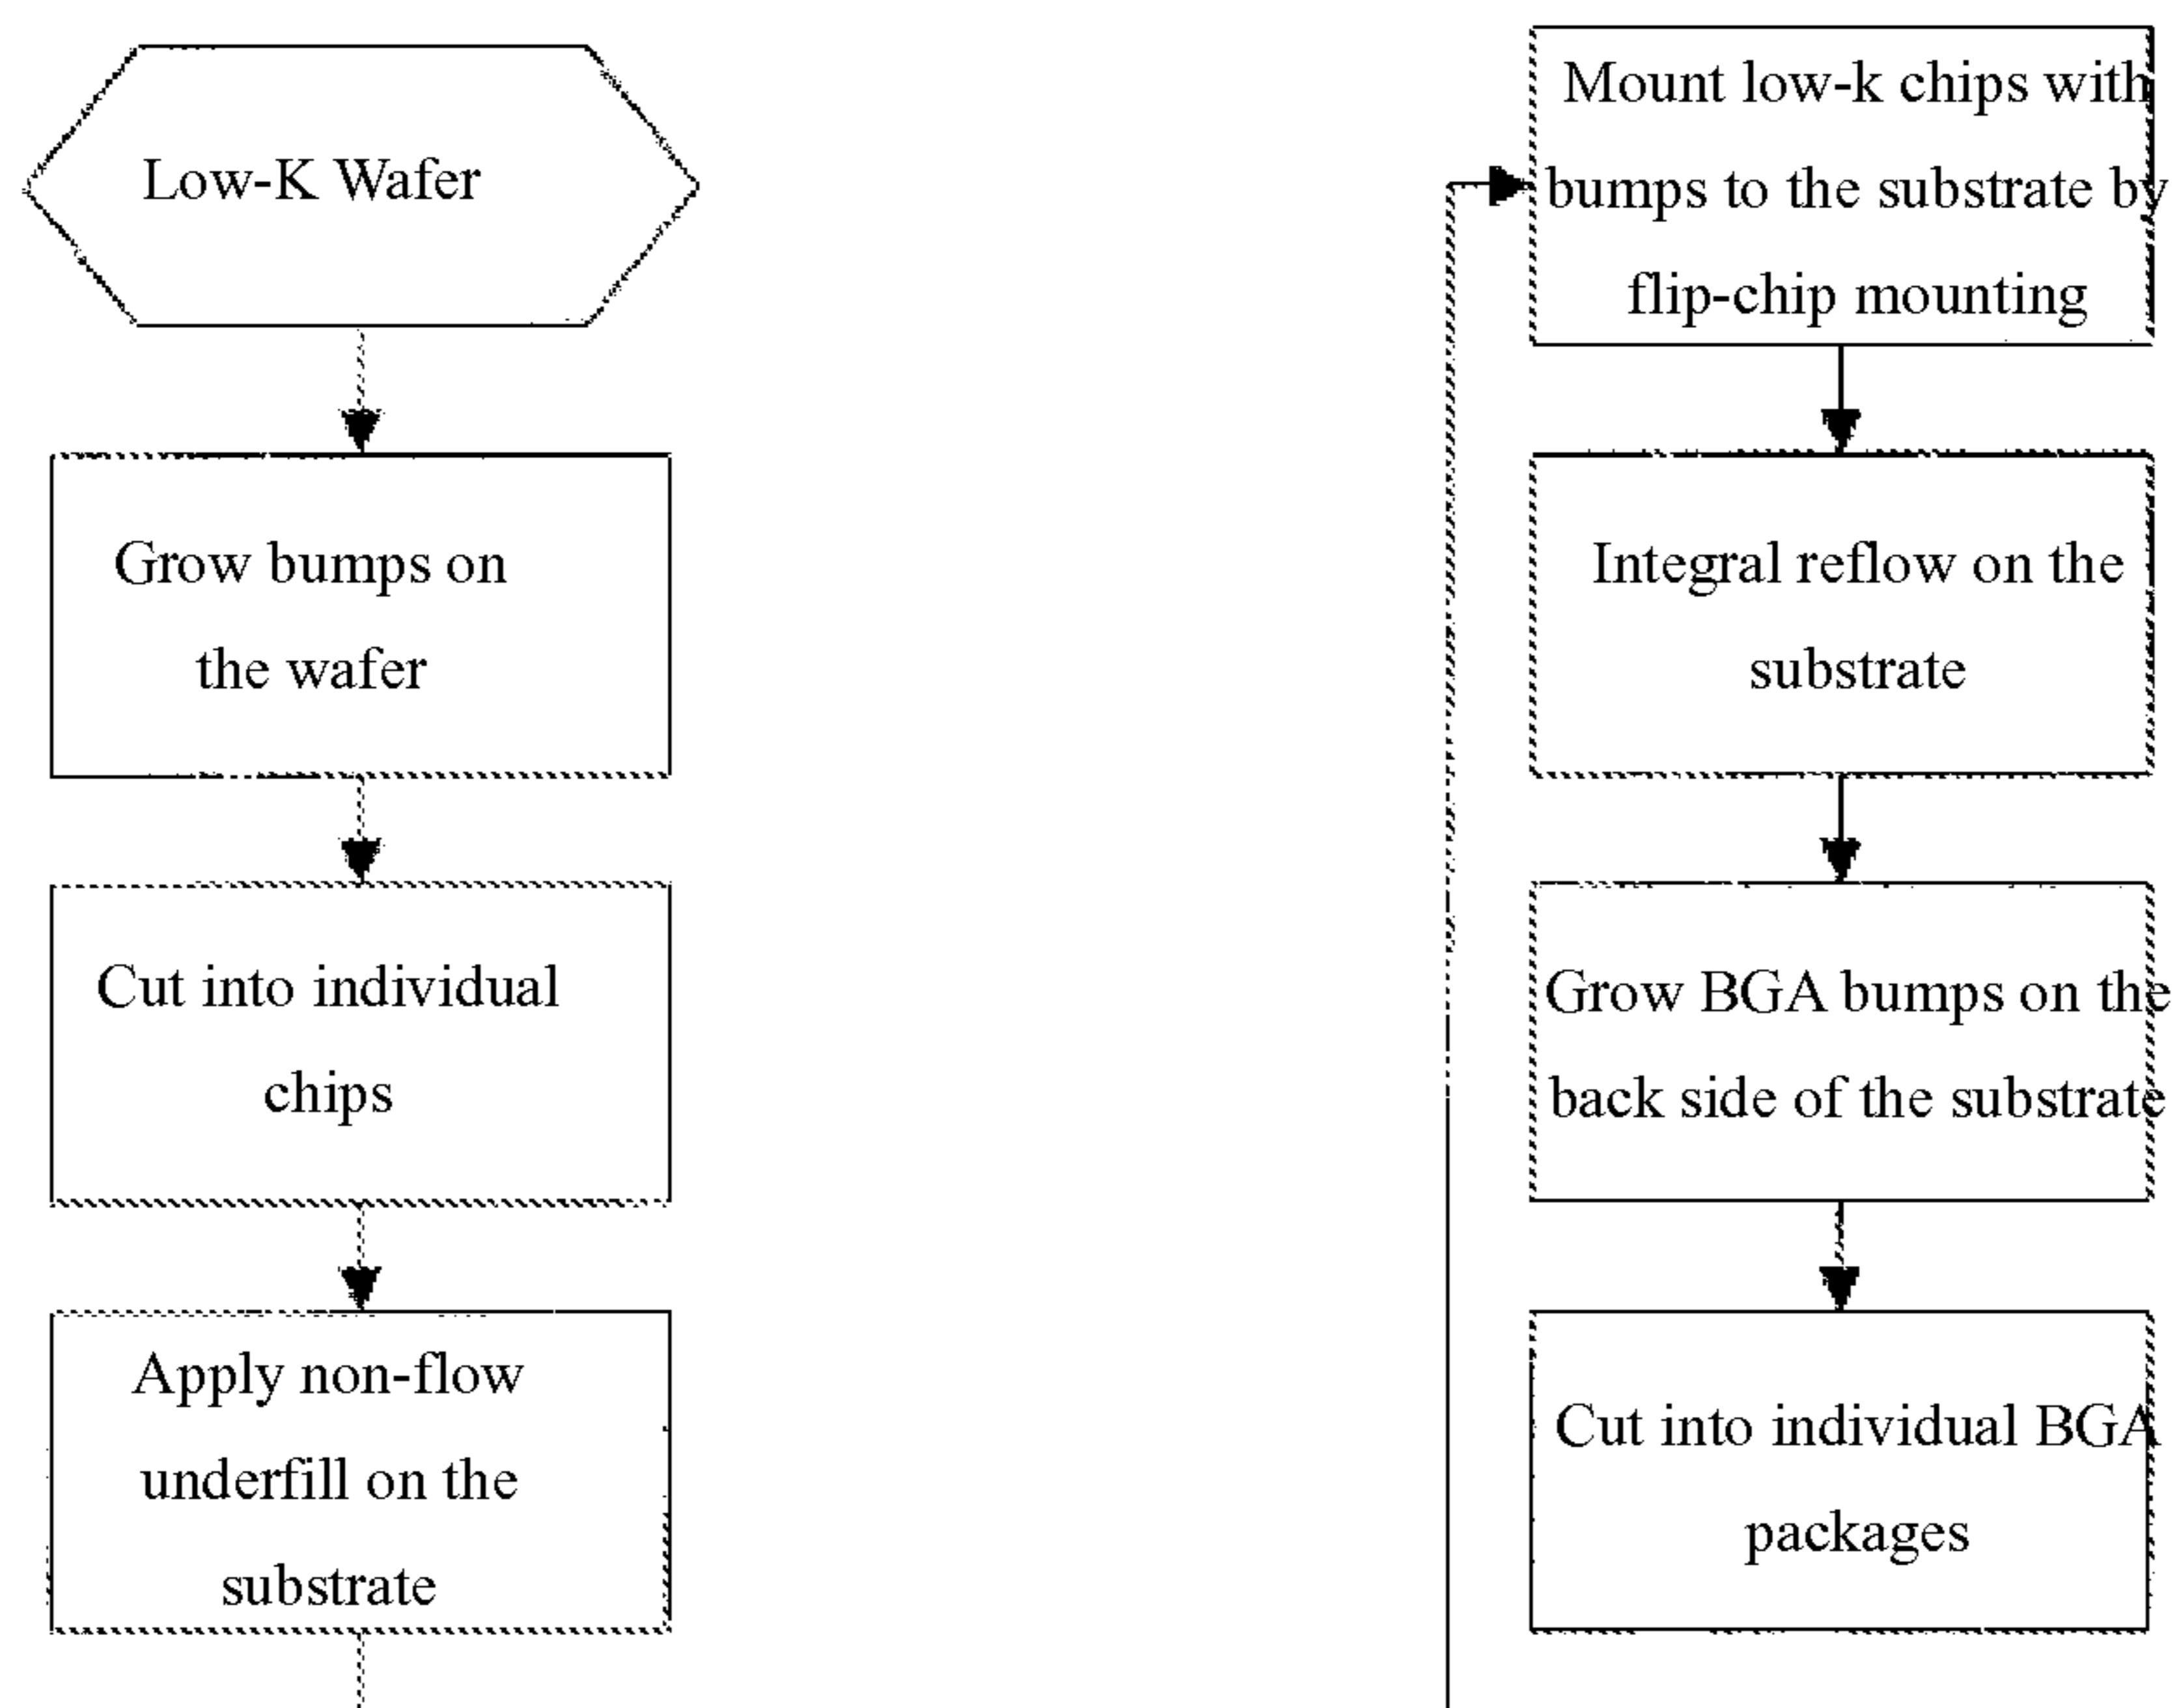 Low-K Wafer
Grow bumps on
the wafer
Cut into individual
chips
Apply non-flow
underfill on the
substrate
Mount low-k chips with
bumps to the substrate by
flip-chip mounting
Integral reflow on the
substrate
Grow BGA bumps on the
back side of the substrate
Cut into individual BGA
packages